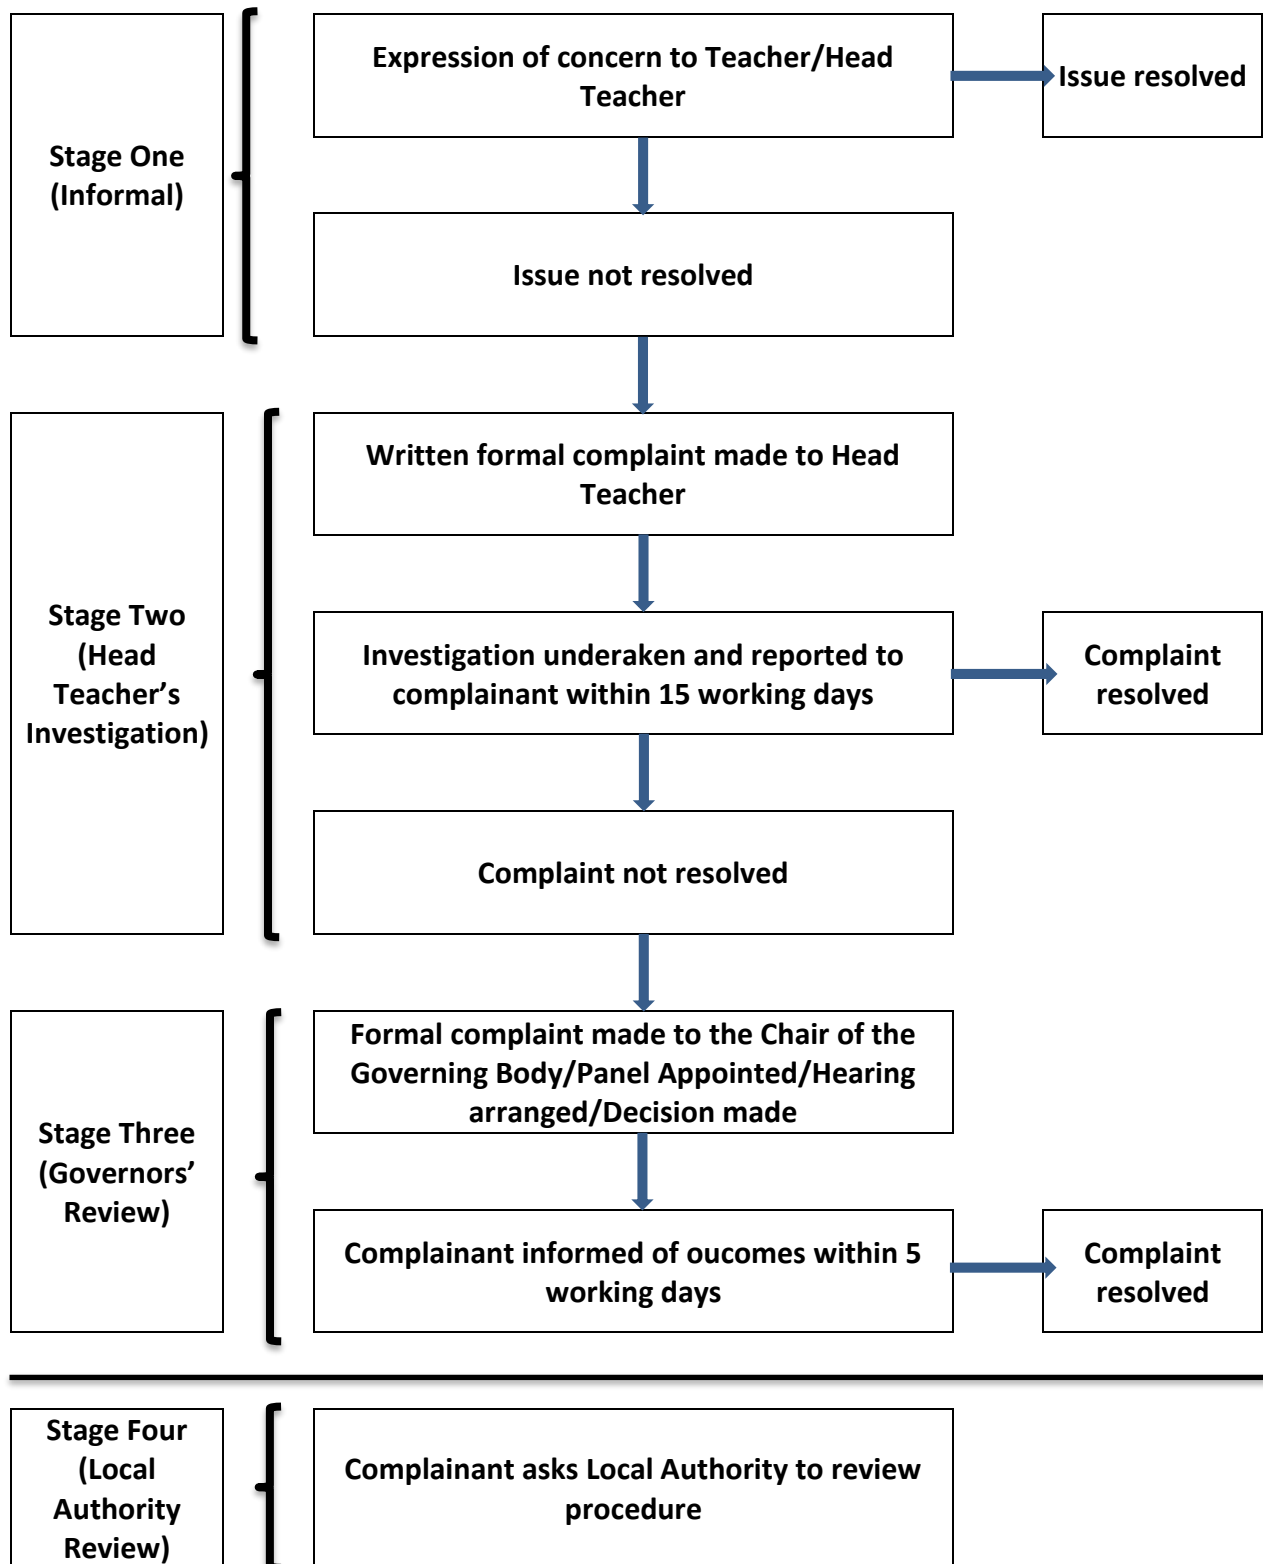 Stage One
(Informal)
Expression of concern to Teacher/Head
Teacher
Issue resolved
Issue not resolved
Stage Two
(Head
Teacher’s
Investigation)
Written formal complaint made to Head
Teacher
Investigation underaken and reported to
complainant within 15 working days
Complaint
resolved
Complaint not resolved
Stage Three
(Governors’
Review)
Formal complaint made to the Chair of the
Governing Body/Panel Appointed/Hearing
arranged/Decision made
Complainant informed of oucomes within 5
working days
Complaint
resolved
Stage Four
(Local
Authority
Review)
Complainant asks Local Authority to review
procedure